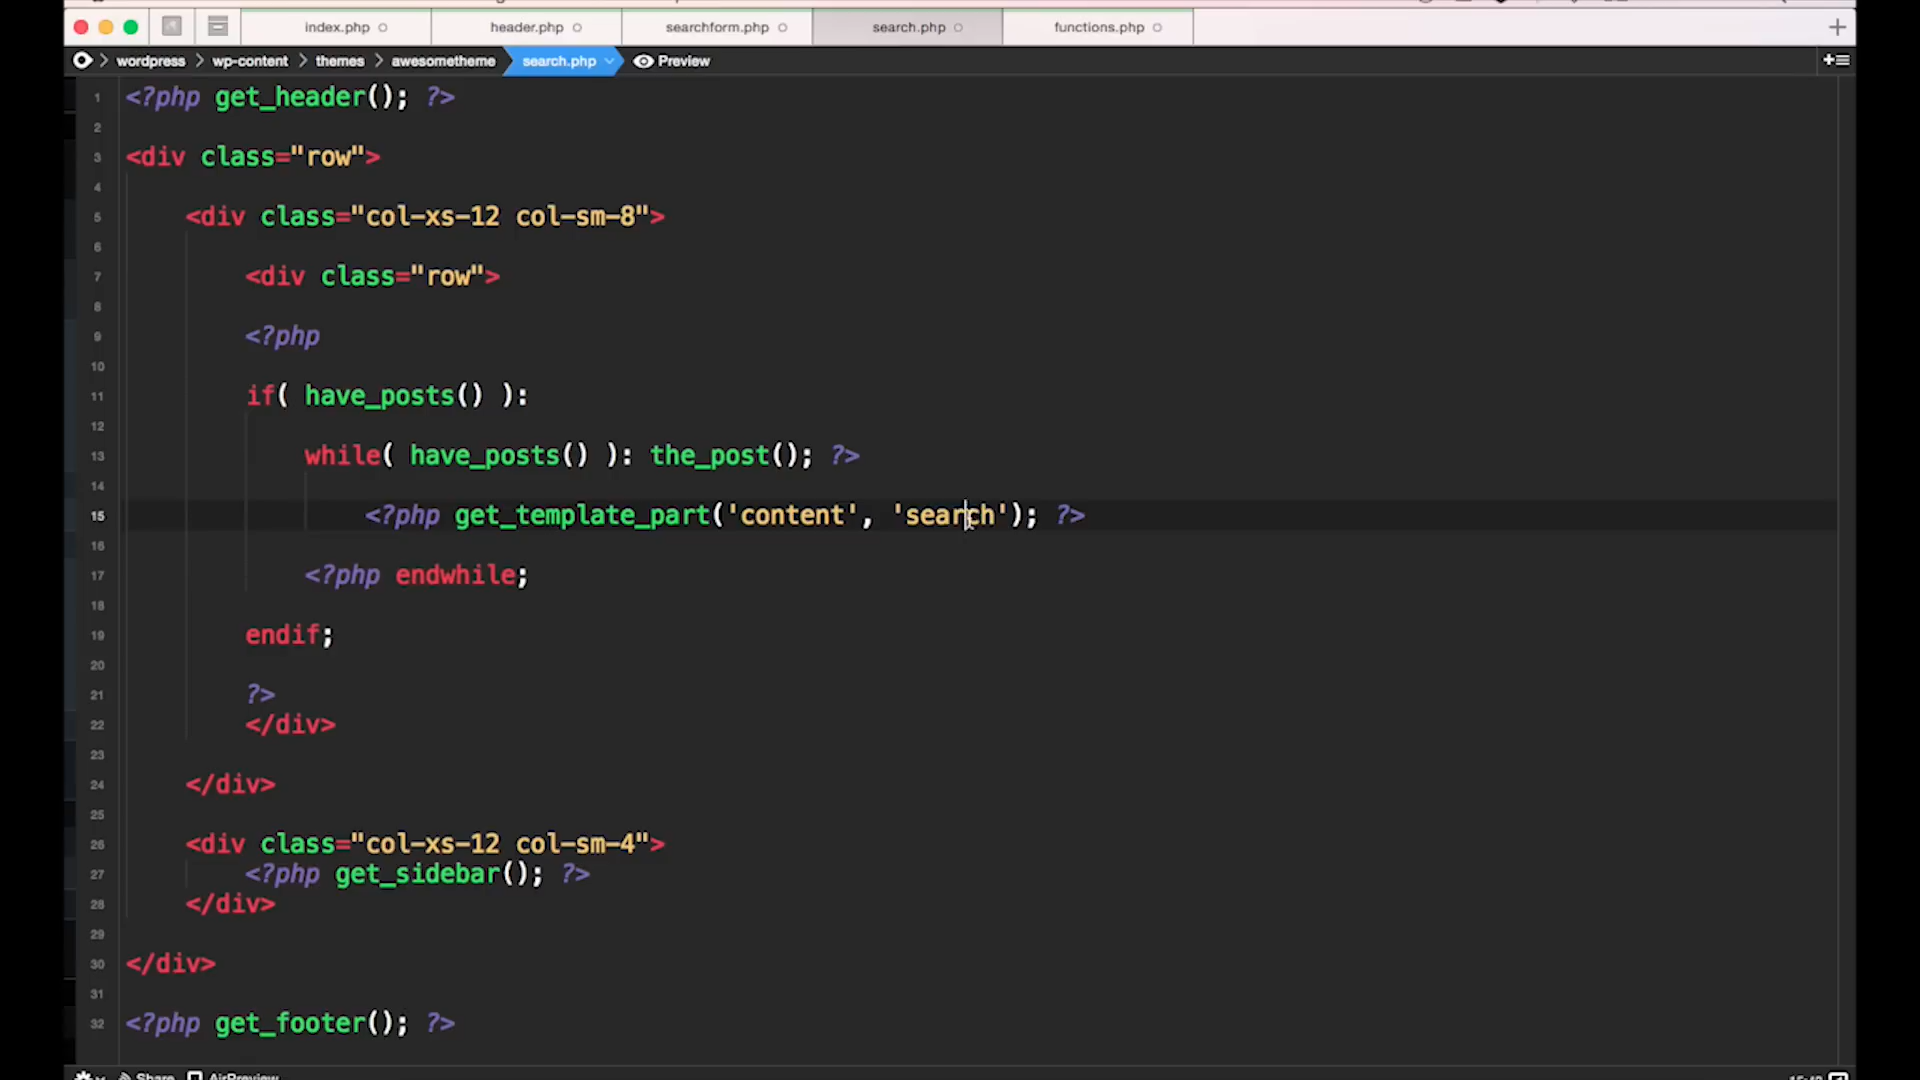 index.php header.php searchform.php search.php functions.php
wordpress wp-content themes awesometheme search.php Preview
1 <?php get_header(); ?>
2
3 <div class="row">
4
5 <div class="col-xs-12 col-sm-8">
6
7 <div class="row">
8
9 <?php
10
11 if( have_posts() ):
12
13 while( have_posts() ): the_post(); ?>
14
15 <?php get_template_part('content', 'search'); ?>
16
17 <?php endwhile;
18
19 endif;
20
21 ?>
22 </div>
23
24 </div>
25
26 <div class="col-xs-12 col-sm-4">
27 <?php get_sidebar(); ?>
28 </div>
29
30 </div>
31
32 <?php get_footer(); ?>
Share AirPreview